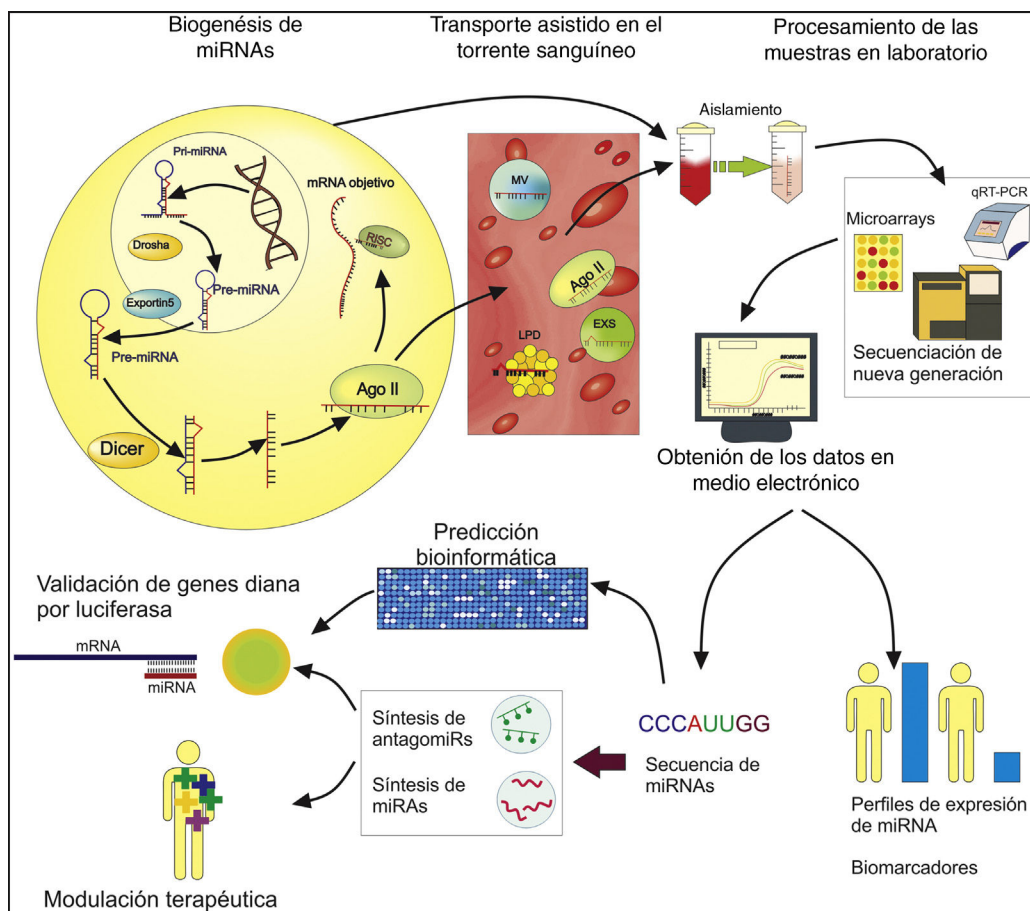 Biogenésis de
miRNAs
Transporte asistido en el
torrente sanguíneo
Procesamiento de las
muestras en laboratorio
Aislamiento
Pri-miRNA
mRNA objetivo
RISC
Drosha
Exportin5
Pre-miRNA
Pre-miRNA
Dicer
Ago II
MV
Ago II
EXS
LPD
qRT-PCR
Microarrays
Secuenciación de
nueva generación
Obtenión de los datos en
medio electrónico
Predicción
bioinformática
Validación de genes diana
por luciferasa
mRNA
miRNA
Síntesis de
antagomiRs
Síntesis de
miRAs
CCCAUUGG
Secuencia de
miRNAs
Perfiles de expresión
de miRNA
Biomarcadores
Modulación terapéutica